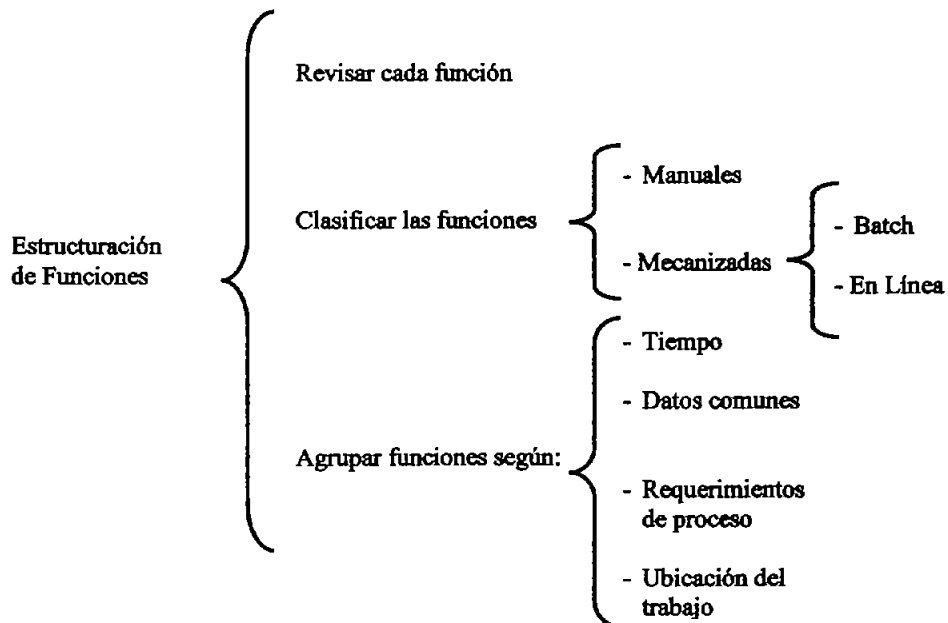 Estructuración
de Funciones
Revisar cada función
Clasificar las funciones
- Manuales
- Mecanizadas
- Batch
- En Línea
Agrupar funciones según:
- Tiempo
- Datos comunes
- Requerimientos
de proceso
- Ubicación del
trabajo